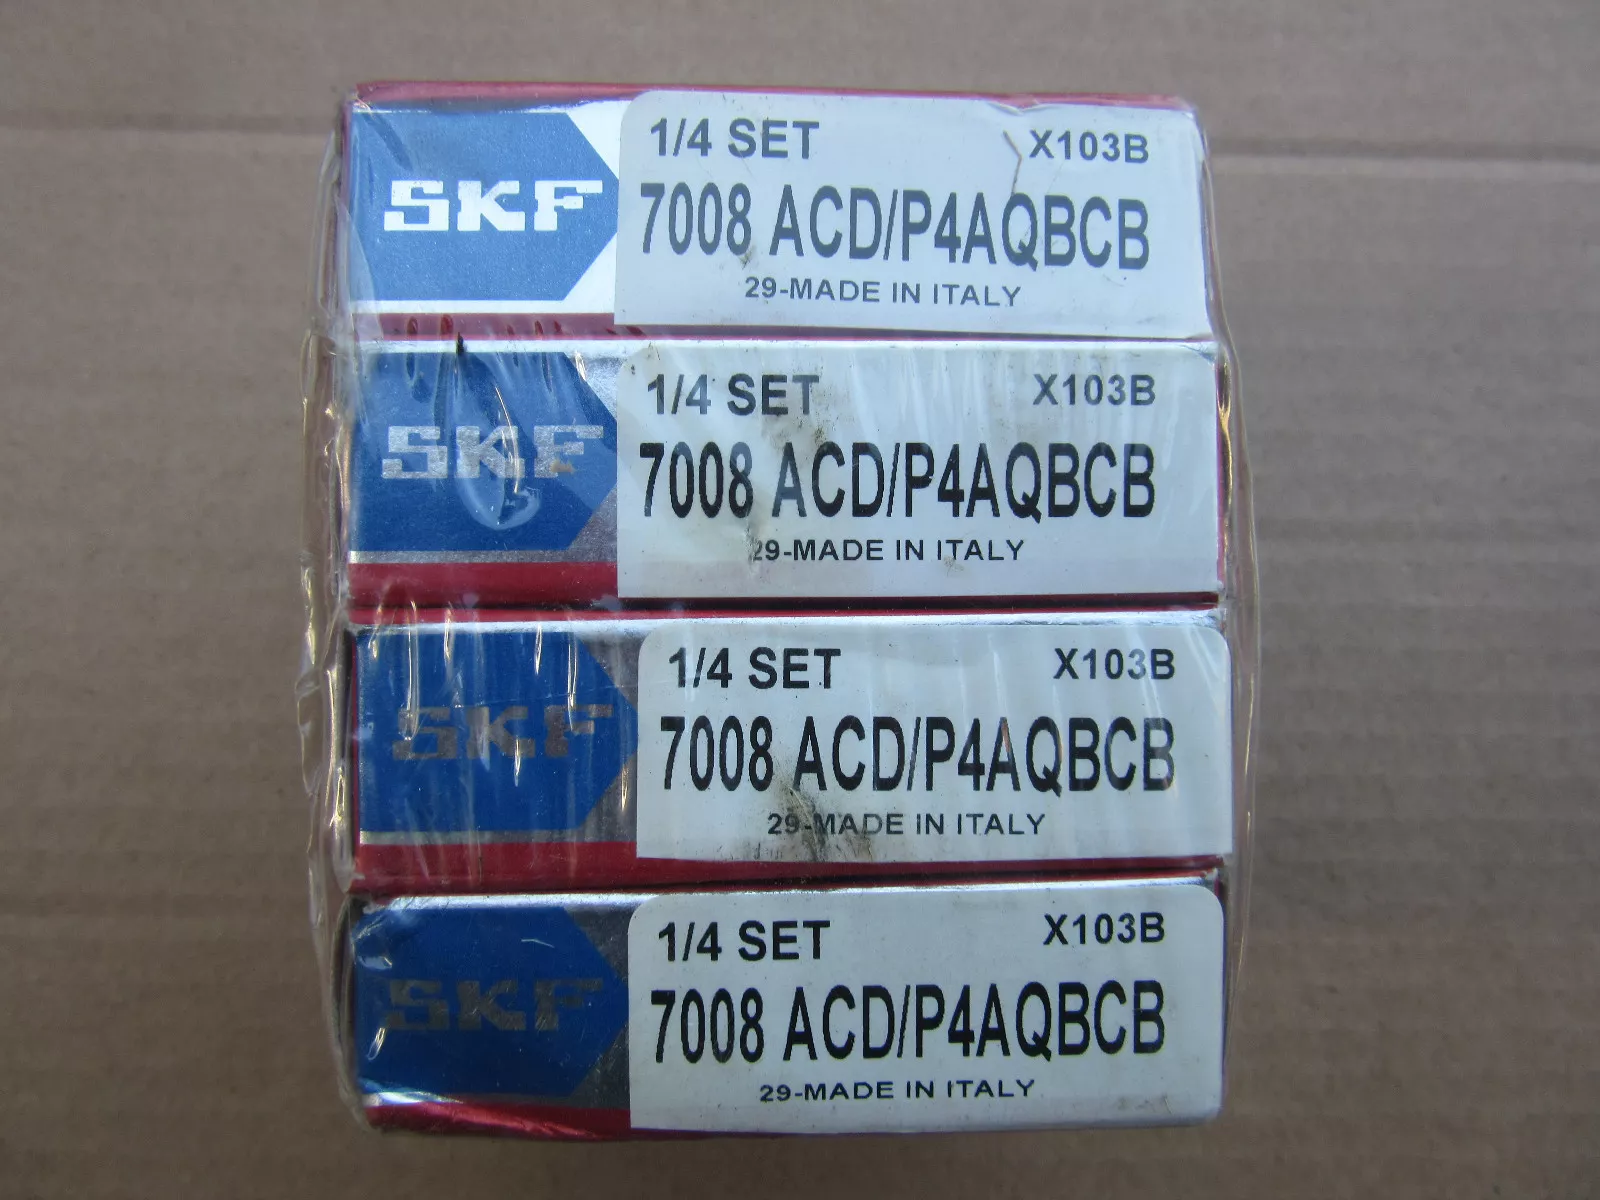 SKF
1/4 SET X103B
7008 ACD/P4AQBCB
29-MADE IN ITALY
SKF
1/4 SET X103B
7008 ACD/P4AQBCB
29-MADE IN ITALY
SKF
1/4 SET X103B
7008 ACD/P4AQBCB
29-MADE IN ITALY
SKF
1/4 SET X103B
7008 ACD/P4AQBCB
29-MADE IN ITALY